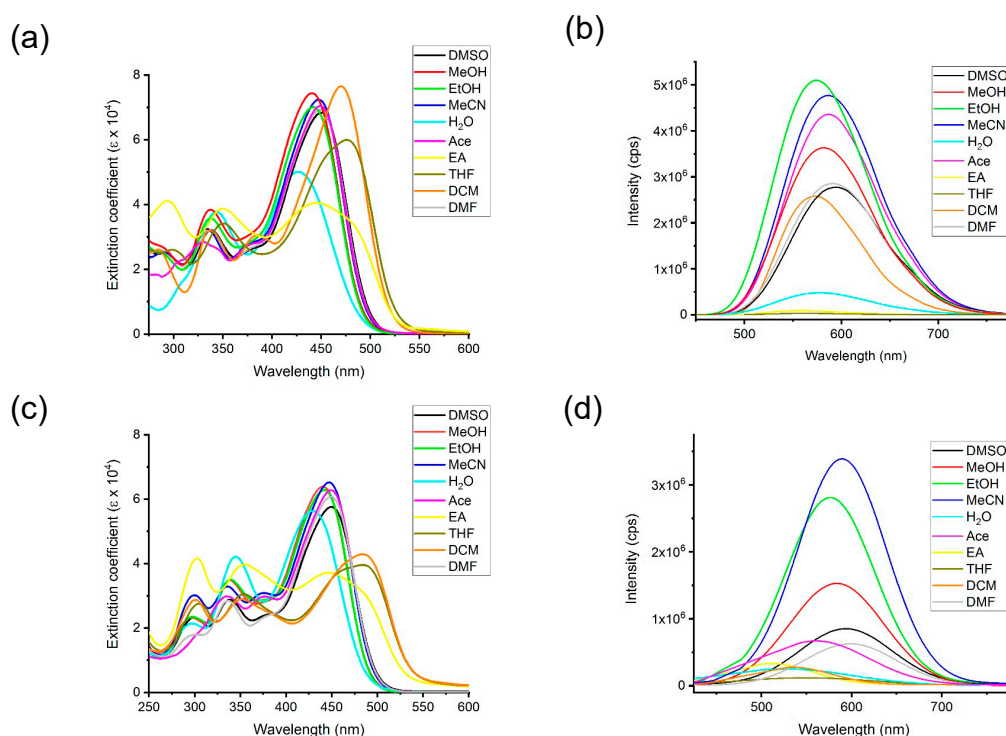 (a)
Extinction coefficient (ε x 10⁴)
8
6
4
2
0
275 300 350 400 450 500 550 600
Wavelength (nm)
DMSO
MeOH
EtOH
MeCN
H₂O
Ace
EA
THF
DCM
DMF
(b)
Intensity (cps)
5x10⁶
4x10⁶
3x10⁶
2x10⁶
1x10⁶
0
500 600 700
Wavelength (nm)
DMSO
MeOH
EtOH
MeCN
H₂O
Ace
EA
THF
DCM
DMF
(c)
Extinction coefficient (ε x 10⁴)
8
6
4
2
0
250 300 350 400 450 500 550 600
Wavelength (nm)
DMSO
MeOH
EtOH
MeCN
H₂O
Ace
EA
THF
DCM
DMF
(d)
Intensity (cps)
3x10⁶
2x10⁶
1x10⁶
0
500 600 700
Wavelength (nm)
DMSO
MeOH
EtOH
MeCN
H₂O
Ace
EA
THF
DCM
DMF